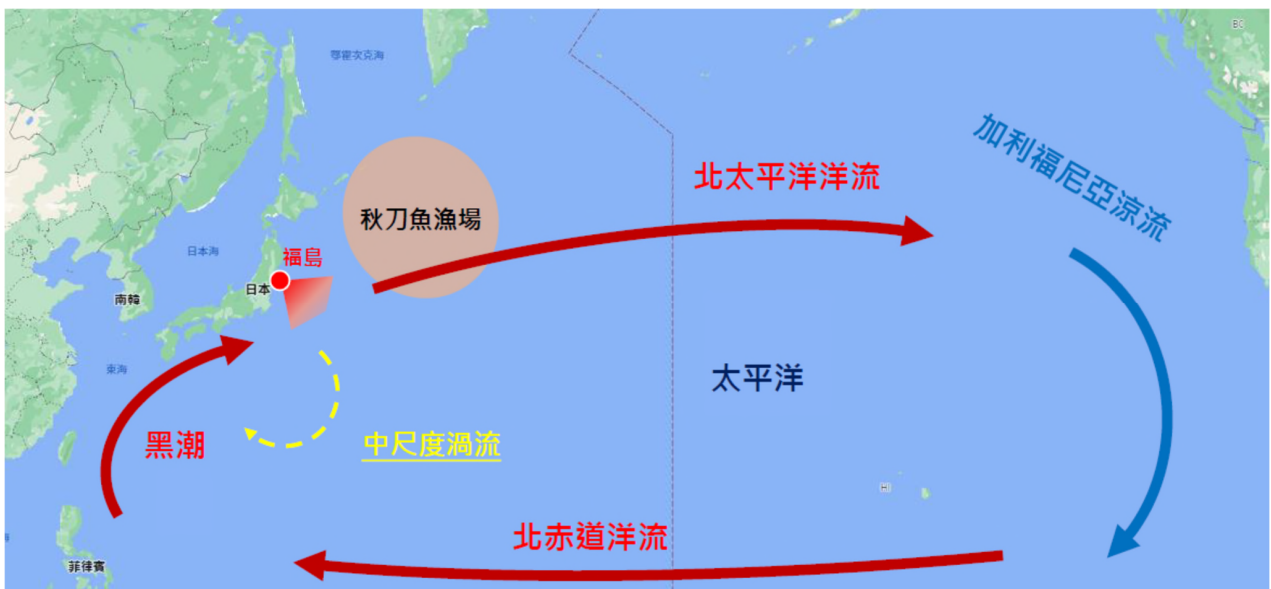 BC
鄂霍次克海
加利福尼亞涼流
北太平洋洋流
秋刀魚漁場
日本海
福島
日本
南韓
東海
太平洋
黑潮
中尺度渦流
HI
北赤道洋流
海
菲律賓